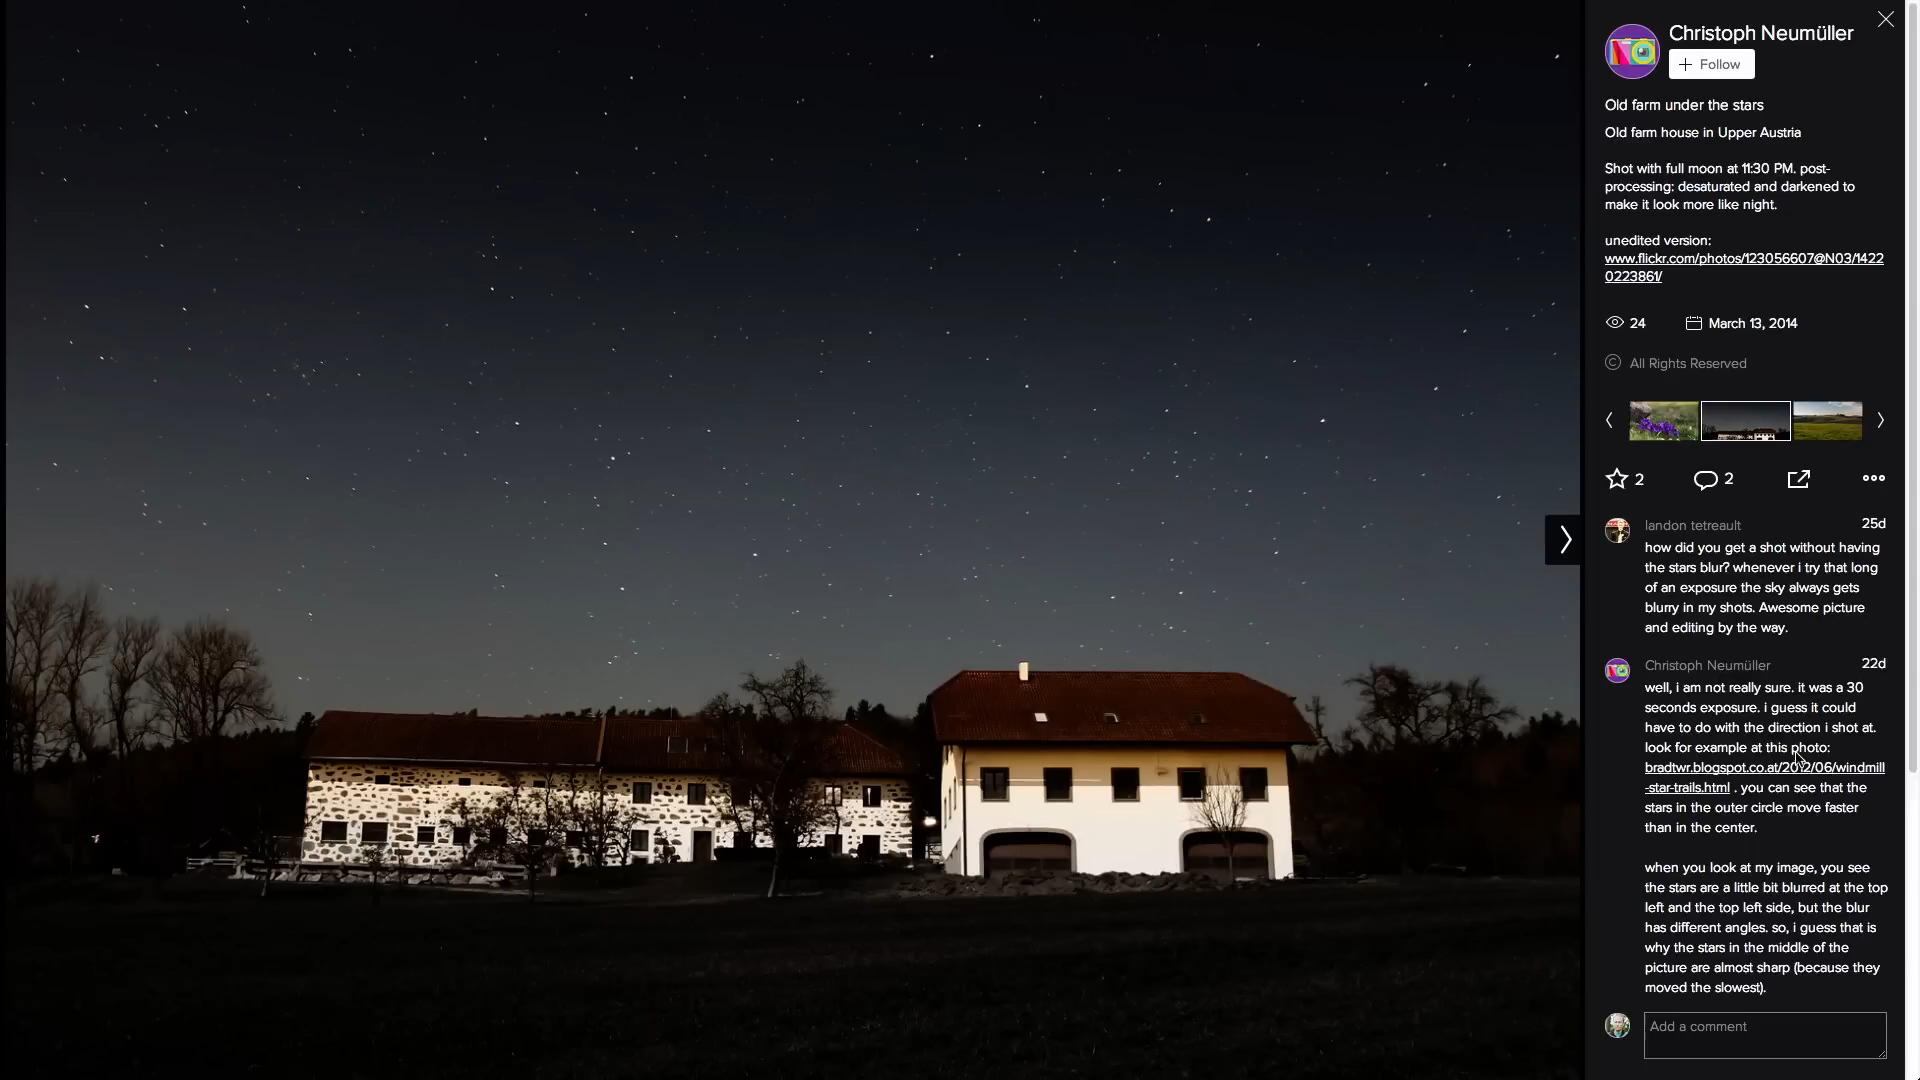 Christoph Neumüller
Follow
Old farm under the stars
Old farm house in Upper Austria
Shot with full moon at 11:30 PM. post-
processing: desaturated and darkened to
make it look more like night.
unedited version:
www.flickr.com/photos/123056607@N03/1422
0223861/
24
March 13, 2014
© All Rights Reserved
2
2
landon tetreault
25d
how did you get a shot without having
the stars blur? whenever i try that long
of an exposure the sky always gets
blurry in my shots. Awesome picture
and editing by the way.
Christoph Neumüller
22d
well, i am not really sure. it was a 30
seconds exposure. i guess it could
have to do with the direction i shot at.
look for example at this photo:
bradtwr.blogspot.co.at/2012/06/windmill
-star-trails.html . you can see that the
stars in the outer circle move faster
than in the center.
when you look at my image, you see
the stars are a little bit blurred at the top
left and the top left side, but the blur
has different angles. so, i guess that is
why the stars in the middle of the
picture are almost sharp (because they
moved the slowest).
Add a comment